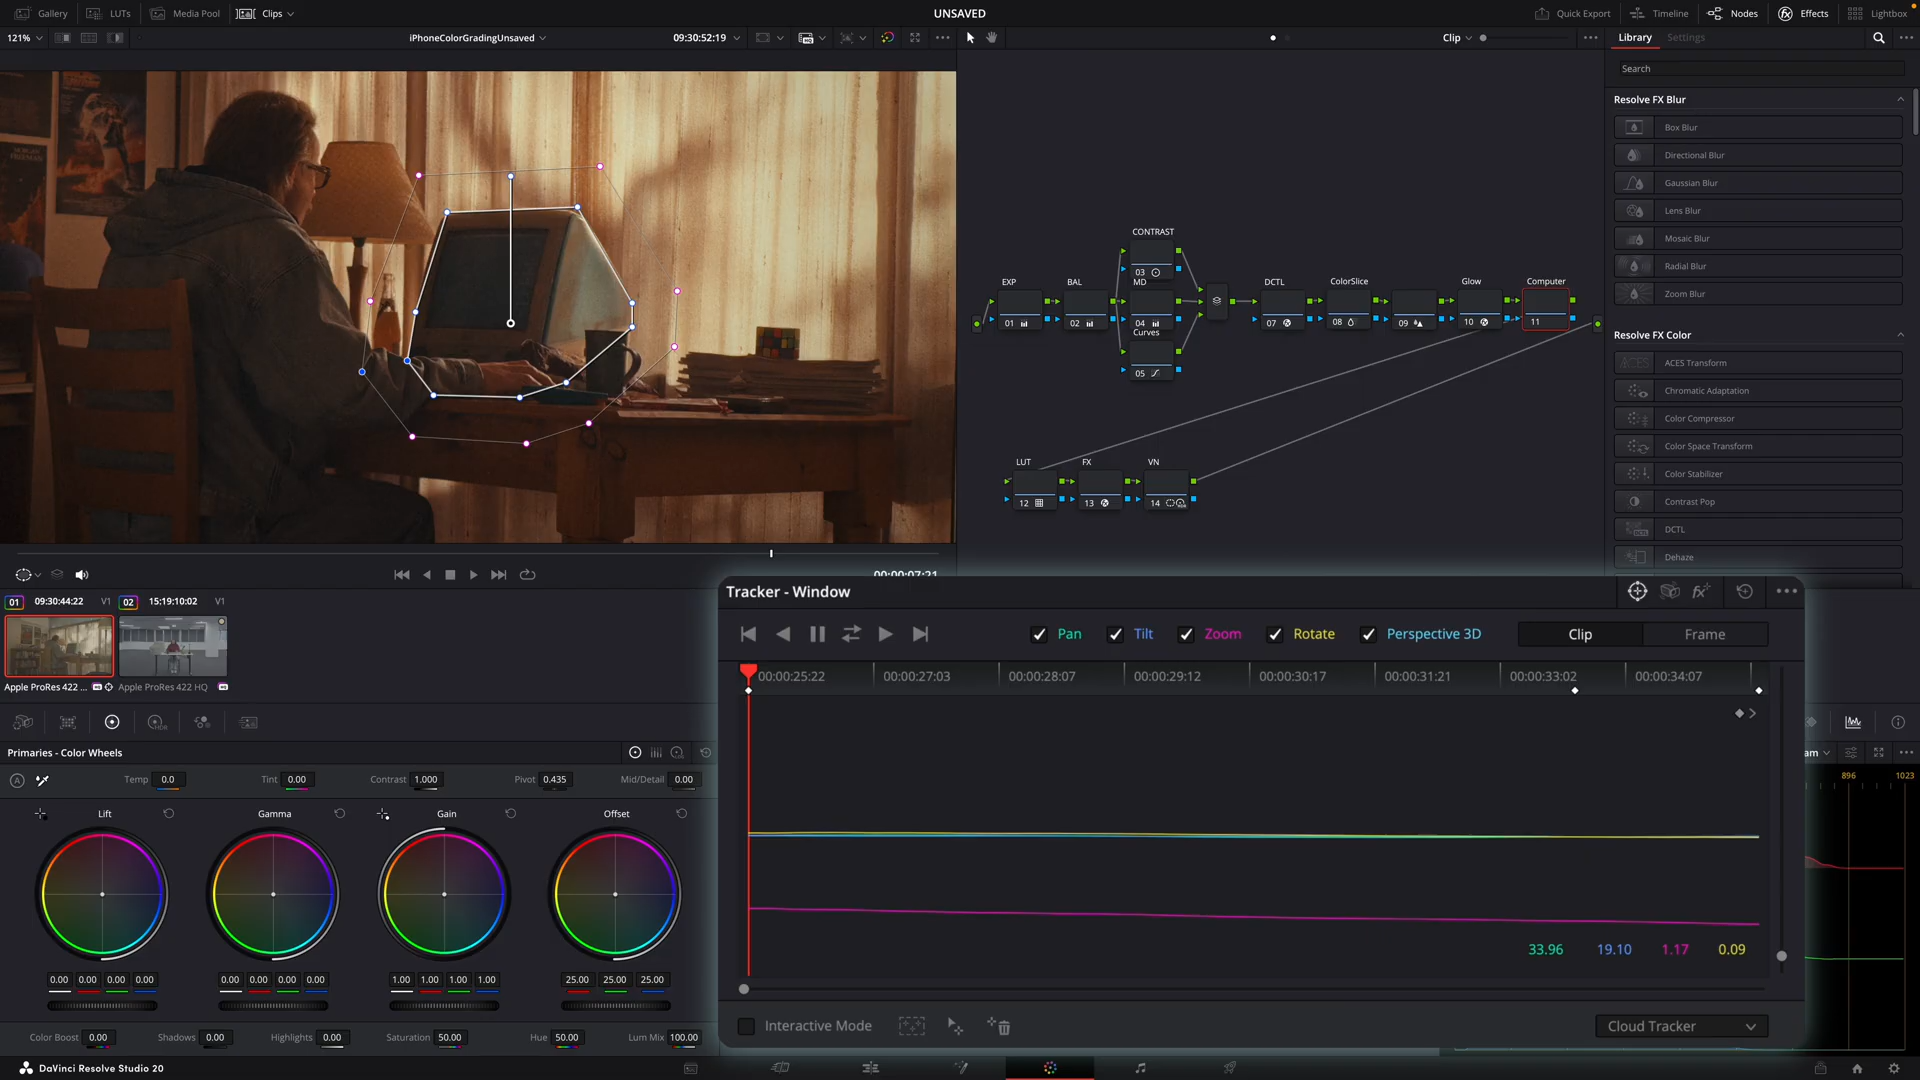 Gallery
LUTs
Media Pool
Clips
UNSAVED
Quick Export
Timeline
Nodes
Effects
Lightbox
121%
iPhoneColorGradingUnsaved
09:30:52:19
Clip
Library
Settings
Search
Resolve FX Blur
Box Blur
Directional Blur
Gaussian Blur
Lens Blur
Mosaic Blur
Radial Blur
Zoom Blur
Resolve FX Color
ACES Transform
Chromatic Adaptation
Color Compressor
Color Space Transform
Color Stabilizer
Contrast Pop
DCTL
Dehaze
CONTRAST
03
EXP
01
BAL
02
MD
04
Curves
05
DCTL
07
ColorSlice
08
09
Glow
10
Computer
11
LUT
12
FX
13
VN
14
FREEMAN
00:00:07:21
01
09:30:44:22
V1
02
15:19:10:02
V1
Apple ProRes 422 ...
Apple ProRes 422 HQ
Tracker - Window
Pan
Tilt
Zoom
Rotate
Perspective 3D
Clip
Frame
00:00:25:22
00:00:27:03
00:00:28:07
00:00:29:12
00:00:30:17
00:00:31:21
00:00:33:02
00:00:34:07
33.96
19.10
1.17
0.09
Interactive Mode
Cloud Tracker
am
896
1023
Primaries - Color Wheels
Temp 0.0
Tint 0.00
Contrast 1.000
Pivot 0.435
Mid/Detail 0.00
Lift
Gamma
Gain
Offset
0.00 0.00 0.00 0.00
0.00 0.00 0.00 0.00
1.00 1.00 1.00 1.00
25.00 25.00 25.00
Color Boost 0.00
Shadows 0.00
Highlights 0.00
Saturation 50.00
Hue 50.00
Lum Mix 100.00
DaVinci Resolve Studio 20